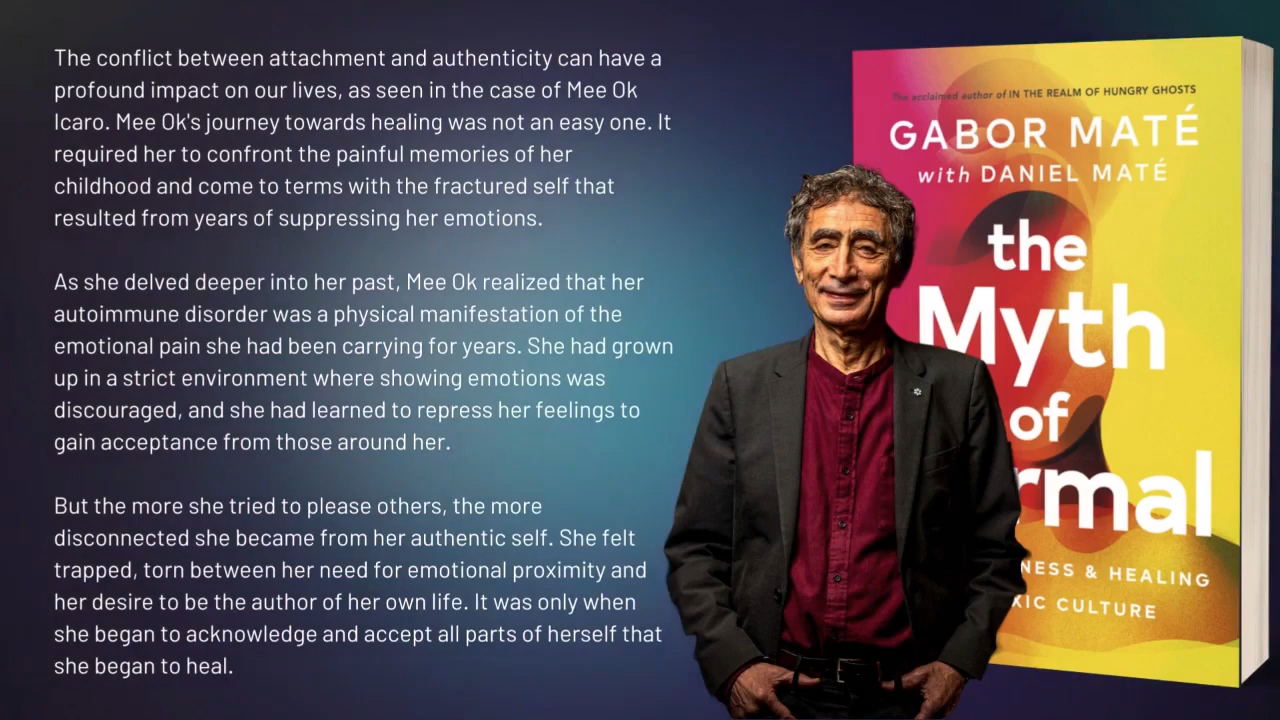 The conflict between attachment and authenticity can have a
profound impact on our lives, as seen in the case of Mee Ok
Icaro. Mee Ok's journey towards healing was not an easy one. It
required her to confront the painful memories of her
childhood and come to terms with the fractured self that
resulted from years of suppressing her emotions.
As she delved deeper into her past, Mee Ok realized that her
autoimmune disorder was a physical manifestation of the
emotional pain she had been carrying for years. She had grown
up in a strict environment where showing emotions was
discouraged, and she had learned to repress her feelings to
gain acceptance from those around her.
But the more she tried to please others, the more
disconnected she became from her authentic self. She felt
trapped, torn between her need for emotional proximity and
her desire to be the author of her own life. It was only when
she began to acknowledge and accept all parts of herself that
she began to heal.
The acclaimed author of IN THE REALM OF HUNGRY GHOSTS
GABOR MATÉ
with DANIEL MATÉ
the
Myth
of
rmal
NESS & HEALING
XIC CULTURE